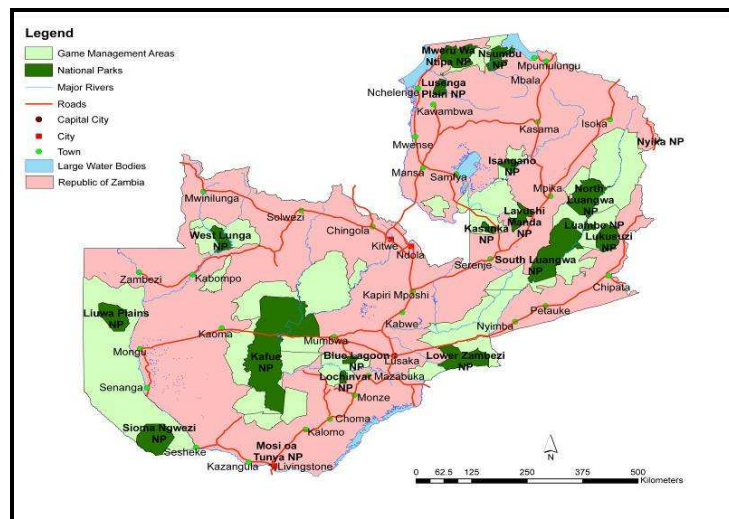 Legend
Game Management Areas
National Parks
Major Rivers
Roads
Capital City
City
Town
Large Water Bodies
Republic of Zambia
Mweru Wa
Ntipa NP
Nsumbu
NP
Mpumulungu
Mbala
Nchelenge
Lusenga
Plain NP
Kawambwa
Kasama
Isoka
Mwense
Nyika NP
Isangano
NP
Mansa
Samfya
Mpika
North
Luangwa
NP
Mwinilunga
Solwezi
Lavushi
Manda
NP
Kasanka
NP
Luambe NP
Lukusuzi
NP
West Lunga
NP
Chingola
Kitwe
Ndola
Serenje
South Luangwa
NP
Zambezi
Kabompo
Chipata
Kapiri Mposhi
Petauke
Liuwa Plains
NP
Kaoma
Kabwe
Nyimba
Mumbwa
Mongu
Kafue
NP
Blue Lagoon
NP
Lusaka
Lower Zambezi
NP
Lochinvar
NP
Mazabuka
Senanga
Monze
Choma
Sioma Ngwezi
NP
Kalomo
Sesheke
Mosi oa
Tunya NP
Kazangula
Livingstone
N
0 62.5 125 250 375 500
Kilometers